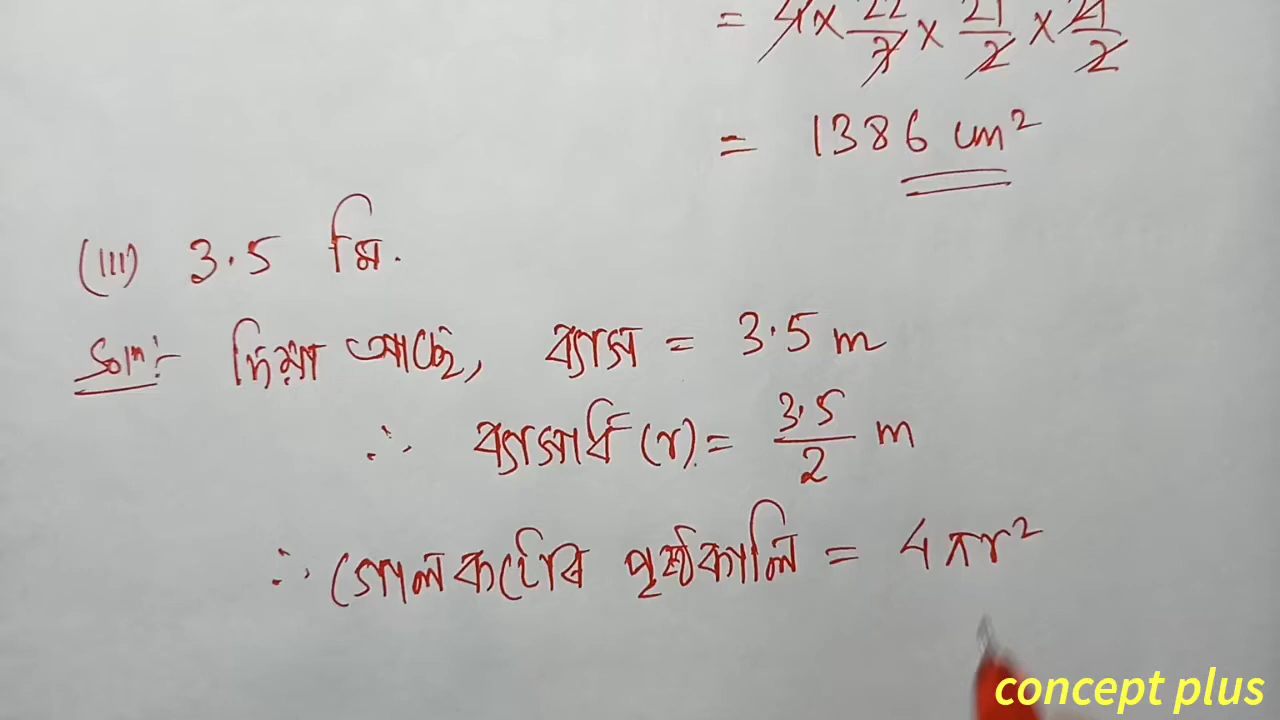 = 4 × 22/7 × 21/2 × 21/2
= 1386 cm²
(iii) 3.5 মি.
Solⁿ:- দিয়া আছে, ব্যাস = 3.5 m
∴ ব্যাসাৰ্ধ (r) = 3.5/2 m
∴ গোলকটোৰ পৃষ্ঠকালি = 4πr²
concept plus